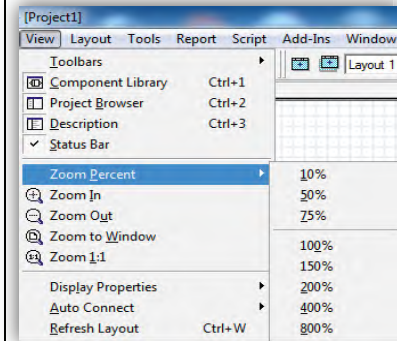 [Project1]
View Layout Tools Report Script Add-Ins Window
Layout 1
Toolbars
Component Library Ctrl+1
Project Browser Ctrl+2
Description Ctrl+3
Status Bar
Zoom Percent
Zoom In
Zoom Out
Zoom to Window
Zoom 1:1
Display Properties
Auto Connect
Refresh Layout Ctrl+W
10%
50%
75%
100%
150%
200%
400%
800%